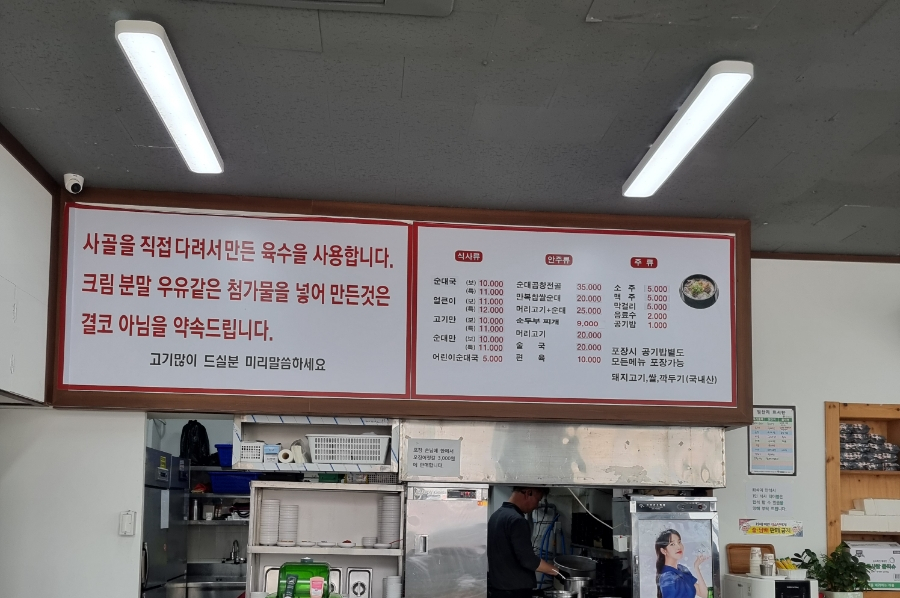 사골을 직접다려서만든 육수을 사용합니다.
크림 분말 우유같은 첨가물을 넣어 만든것은
결코 아님을 약속드립니다.
고기많이 드실분 미리말씀하세요
식사류
순대국 (보) 10.000
(특) 11.000
얼큰이 (보) 11.000
(특) 12.000
고기만 (보) 10.000
(특) 11.000
순대만 (보) 10.000
(특) 11.000
어린이순대국 5.000
안주류
순대곱창전골 35.000
만복찹쌀순대 20.000
머리고기+순대 25.000
순두부 찌개 9.000
머리고기 20.000
술 국 20.000
편 육 10.000
주 류
소 주 5.000
맥 주 5.000
막걸리 5.000
음료수 2.000
공기밥 1.000
포장시 공기밥별도
모든메뉴 포장가능
돼지고기,쌀,깍두기(국내산)